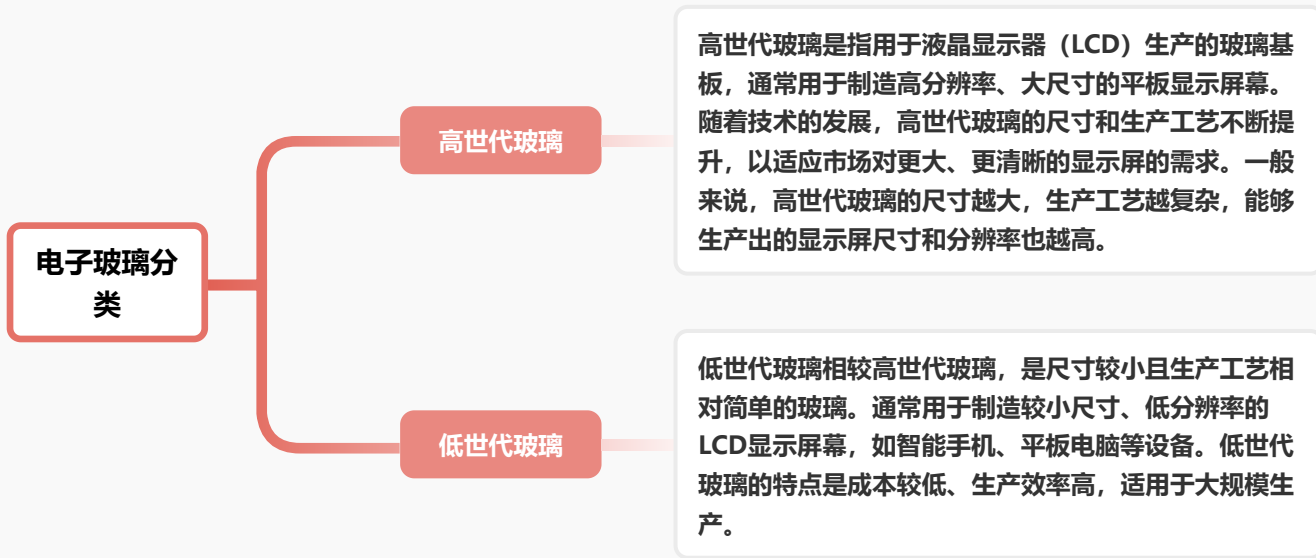 高世代玻璃是指用于液晶显示器（LCD）生产的玻璃基
板，通常用于制造高分辨率、大尺寸的平板显示屏幕。
随着技术的发展，高世代玻璃的尺寸和生产工艺不断提
升，以适应市场对更大、更清晰的显示屏的需求。一般
来说，高世代玻璃的尺寸越大，生产工艺越复杂，能够
生产出的显示屏尺寸和分辨率也越高。
高世代玻璃
电子玻璃分
类
低世代玻璃
低世代玻璃相较高世代玻璃，是尺寸较小且生产工艺相
对简单的玻璃。通常用于制造较小尺寸、低分辨率的
LCD显示屏幕，如智能手机、平板电脑等设备。低世代
玻璃的特点是成本较低、生产效率高，适用于大规模生
产。